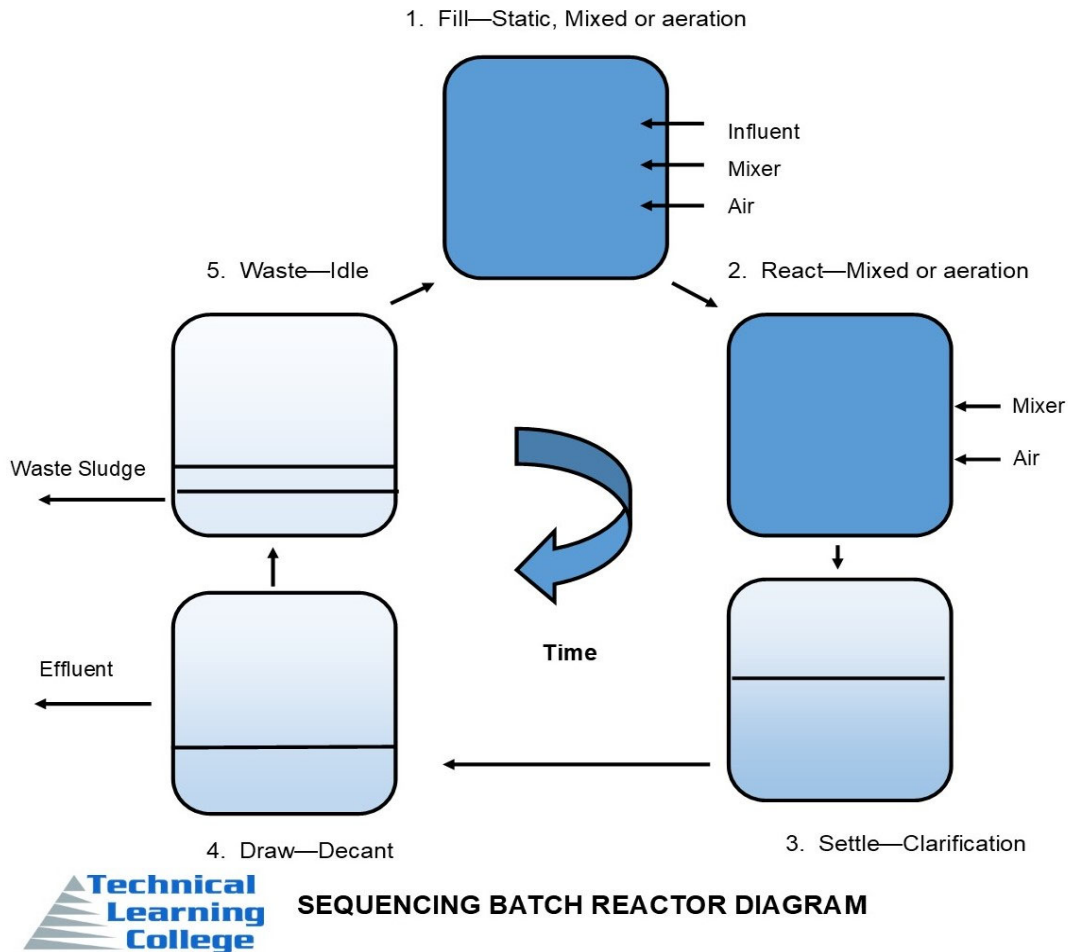 1. Fill—Static, Mixed or aeration
Influent
Mixer
Air
5. Waste—Idle
2. React—Mixed or aeration
Mixer
Air
Waste Sludge
Time
Effluent
4. Draw—Decant
3. Settle—Clarification
Technical
Learning
College
SEQUENCING BATCH REACTOR DIAGRAM